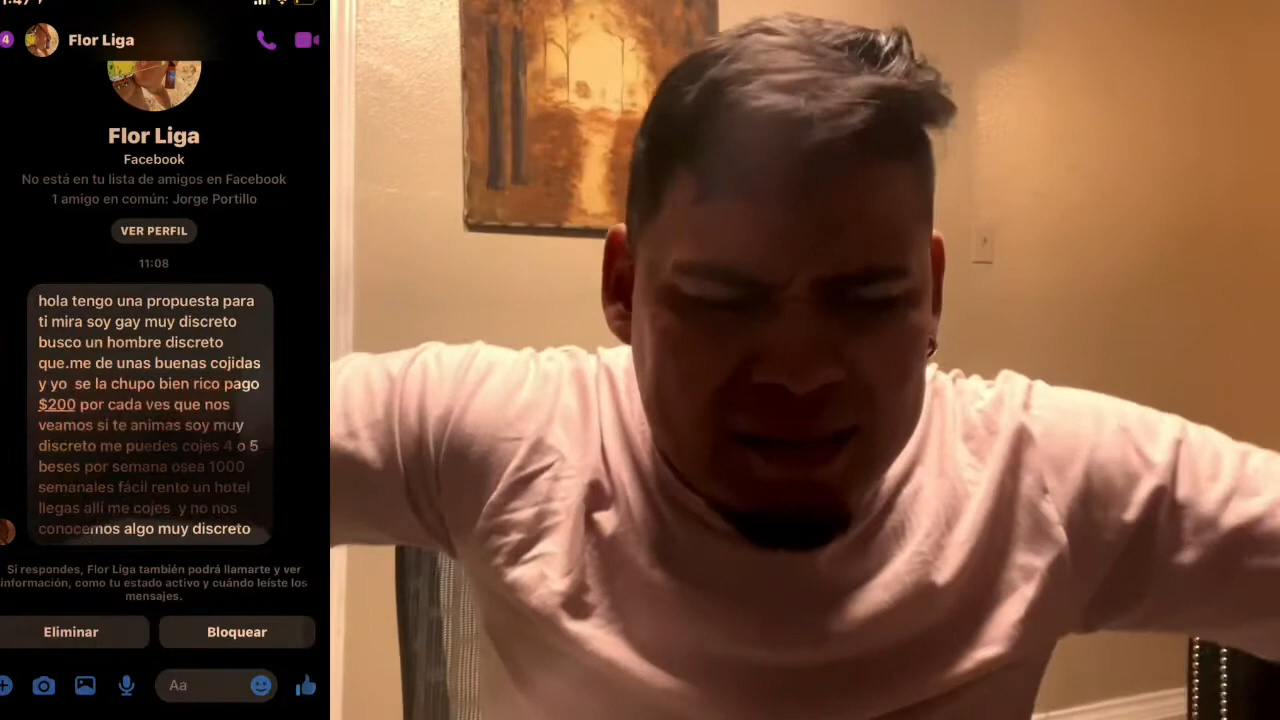 1:47
4
Flor Liga
Flor Liga
Facebook
No está en tu lista de amigos en Facebook
1 amigo en común: Jorge Portillo
VER PERFIL
11:08
hola tengo una propuesta para
ti mira soy gay muy discreto
busco un hombre discreto
que.me de unas buenas cojidas
y yo se la chupo bien rico pago
$200 por cada ves que nos
veamos si te animas soy muy
discreto me puedes cojes 4 o 5
beses por semana osea 1000
semanales fácil rento un hotel
llegas allí me cojes y no nos
conocemos algo muy discreto
Si respondes, Flor Liga también podrá llamarte y ver
información, como tu estado activo y cuándo leíste los
mensajes.
Eliminar
Bloquear
Aa